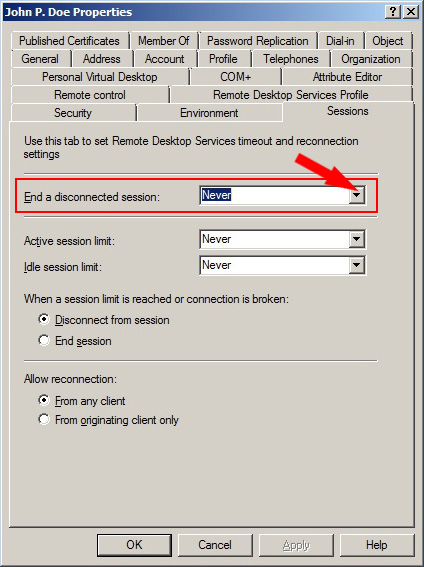 John P. Doe Properties
Published Certificates Member Of Password Replication Dial-in Object
General Address Account Profile Telephones Organization
Personal Virtual Desktop COM+ Attribute Editor
Remote control Remote Desktop Services Profile
Security Environment Sessions
Use this tab to set Remote Desktop Services timeout and reconnection
settings
End a disconnected session: Never
Active session limit: Never
Idle session limit: Never
When a session limit is reached or connection is broken:
Disconnect from session
End session
Allow reconnection:
From any client
From originating client only
OK Cancel Apply Help